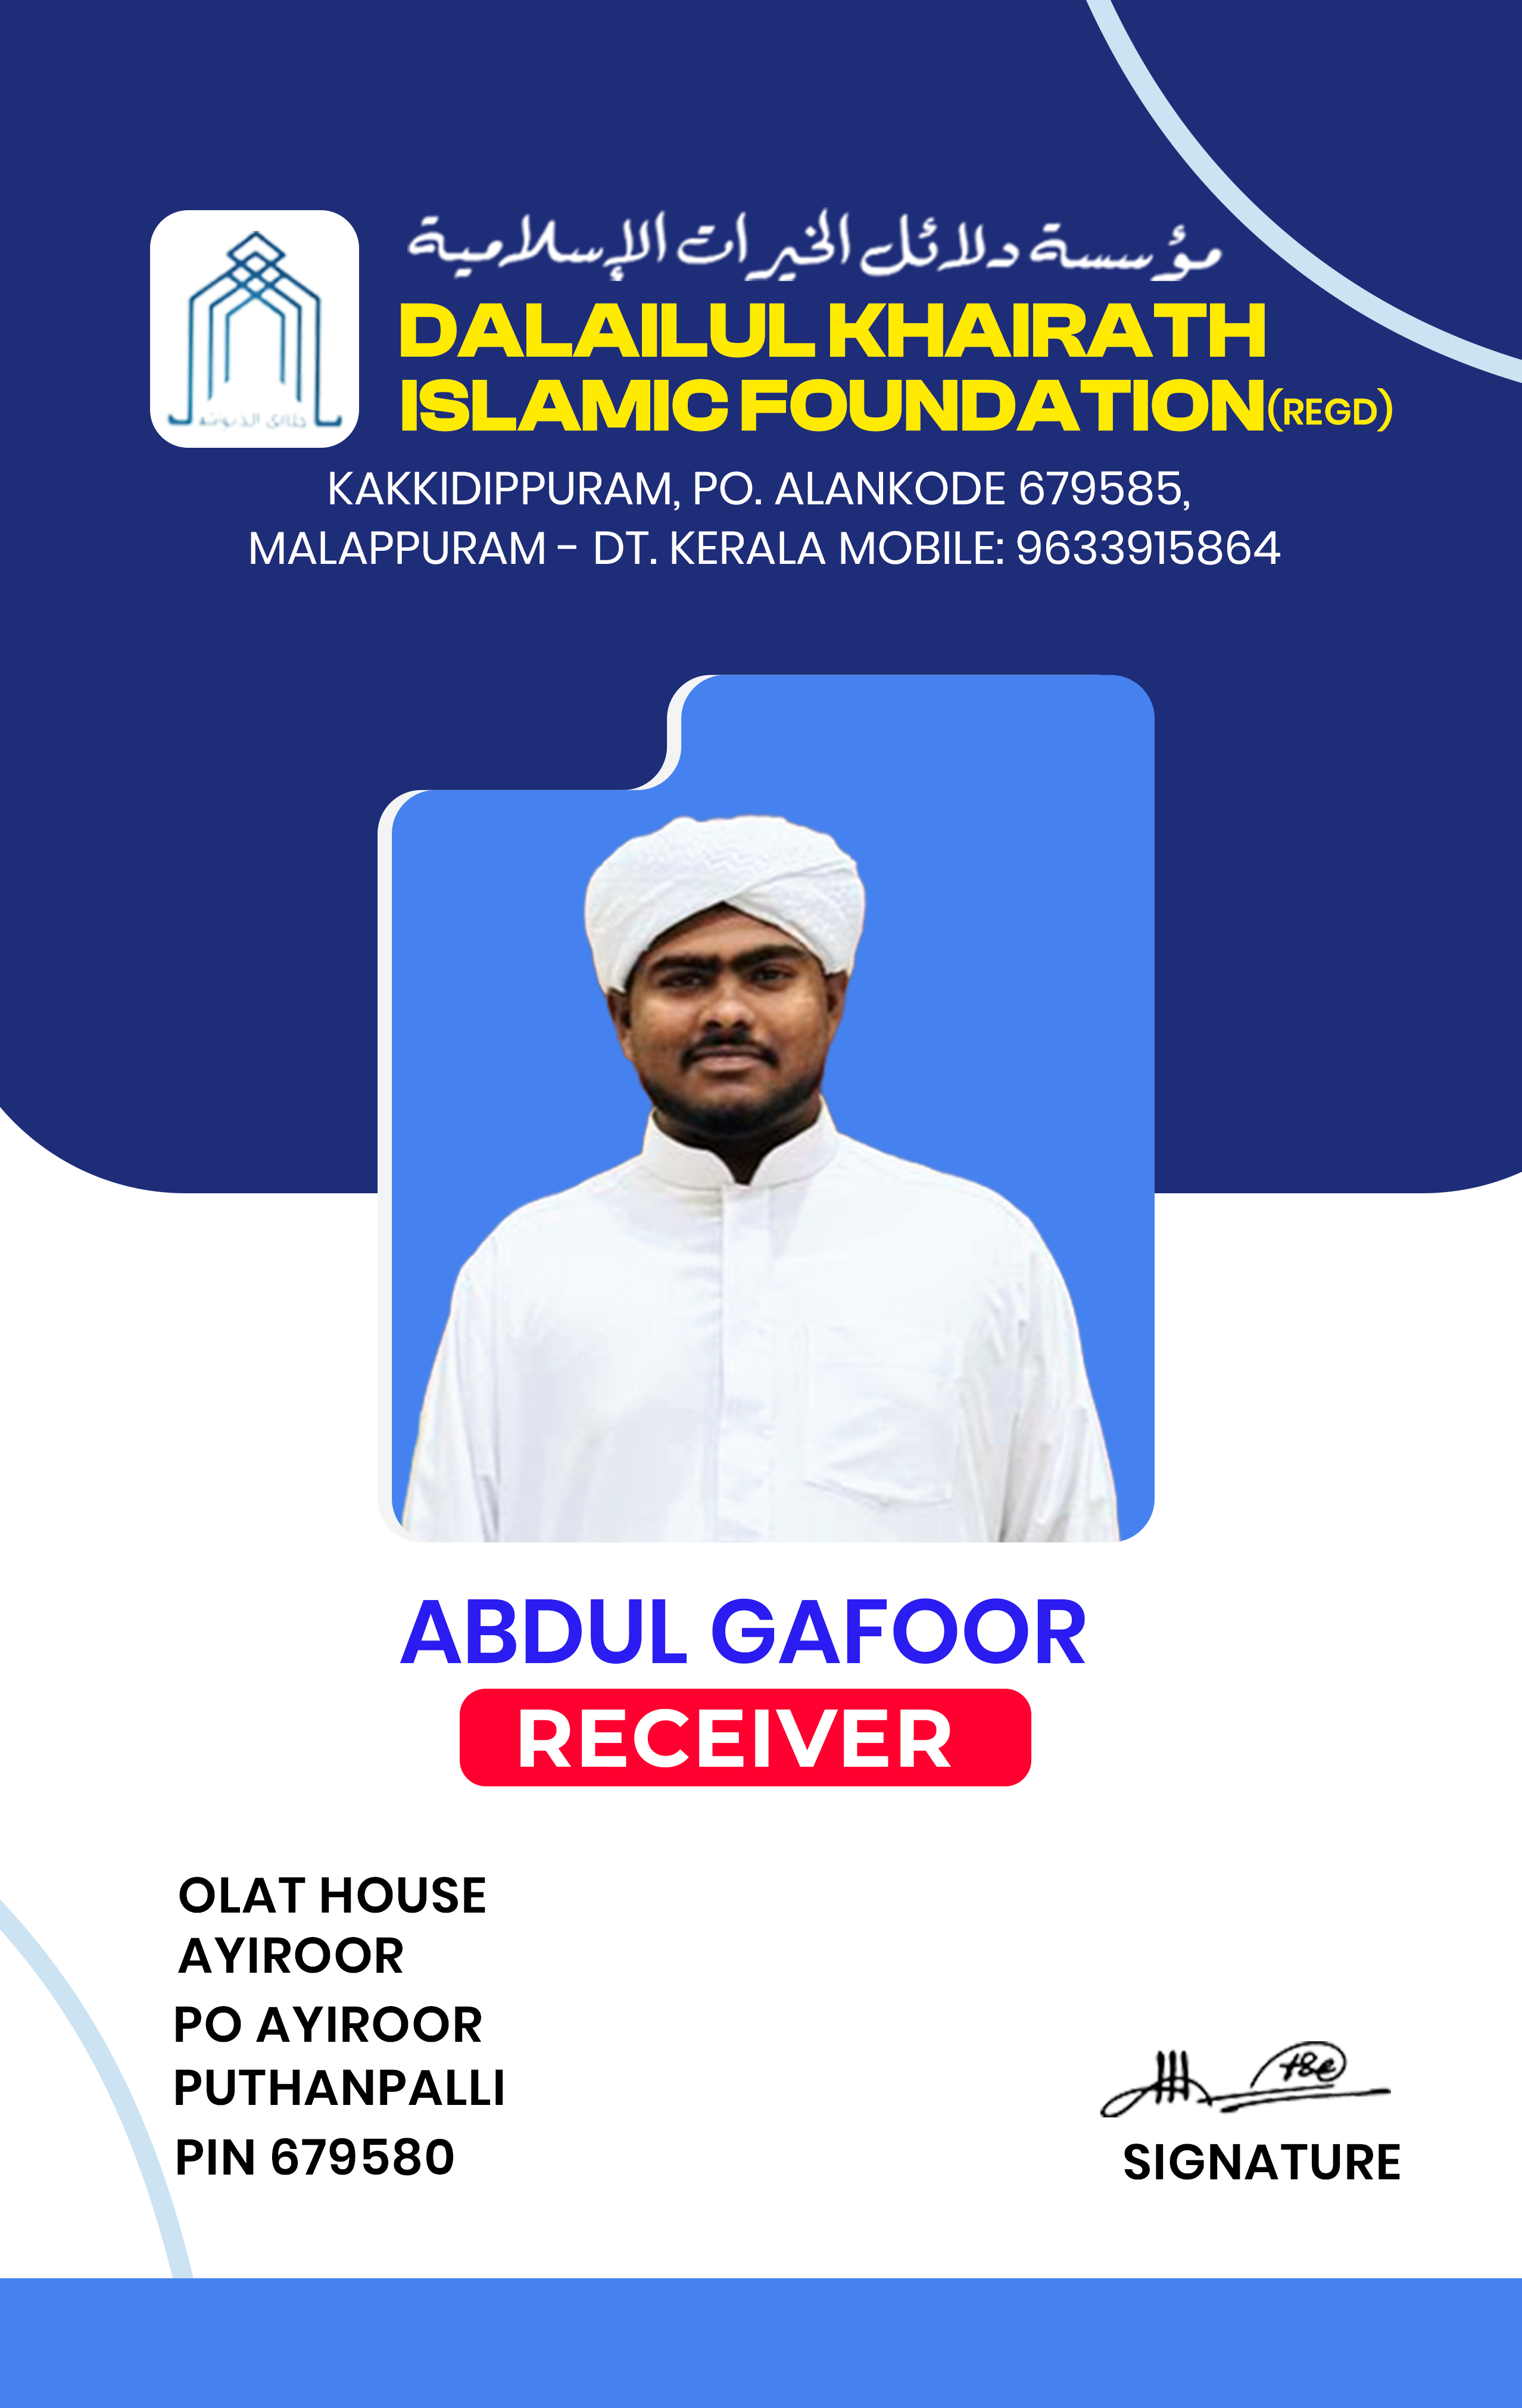 مؤسسة دلائل الخيرات الإسلامية
DALAILUL KHAIRATH
ISLAMIC FOUNDATION(REGD)
KAKKIDIPPURAM, PO. ALANKODE 679585,
MALAPPURAM - DT. KERALA MOBILE: 9633915864
ABDUL GAFOOR
RECEIVER
OLAT HOUSE
AYIROOR
PO AYIROOR
PUTHANPALLI
PIN 679580
SIGNATURE